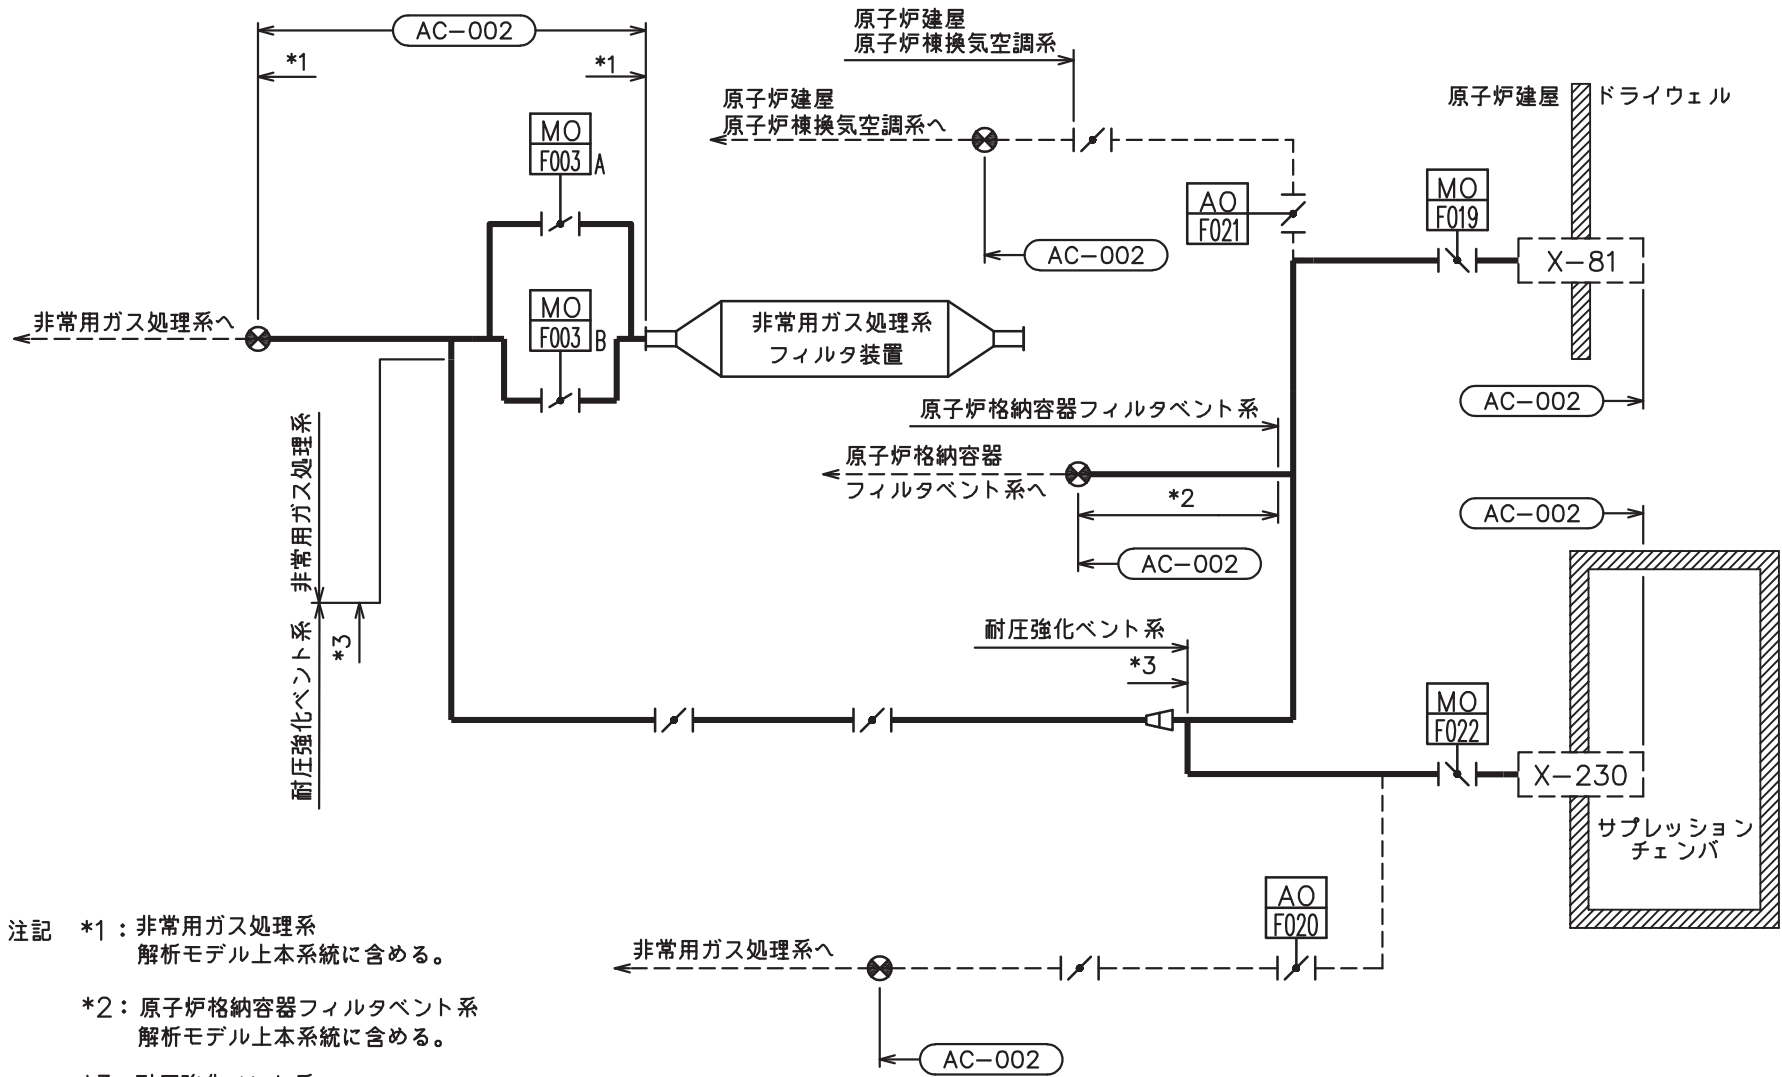 AC-002
*1
*1
原子炉建屋
原子炉棟換気空調系
原子炉建屋
原子炉棟換気空調系へ
原子炉建屋
ドライウェル
MO
F003 A
AO
F021
MO
F019
AC-002
X-81
非常用ガス処理系へ
MO
F003 B
非常用ガス処理系
フィルタ装置
AC-002
原子炉格納容器フィルタベント系
原子炉格納容器
フィルタベント系へ
*2
AC-002
AC-002
非常用ガス処理系
耐圧強化ベント系
*3
耐圧強化ベント系
*3
MO
F022
X-230
サプレッション
チェンバ
AO
F020
非常用ガス処理系へ
AC-002
注記 *1:非常用ガス処理系
解析モデル上本系統に含める。
*2:原子炉格納容器フィルタベント系
解析モデル上本系統に含める。